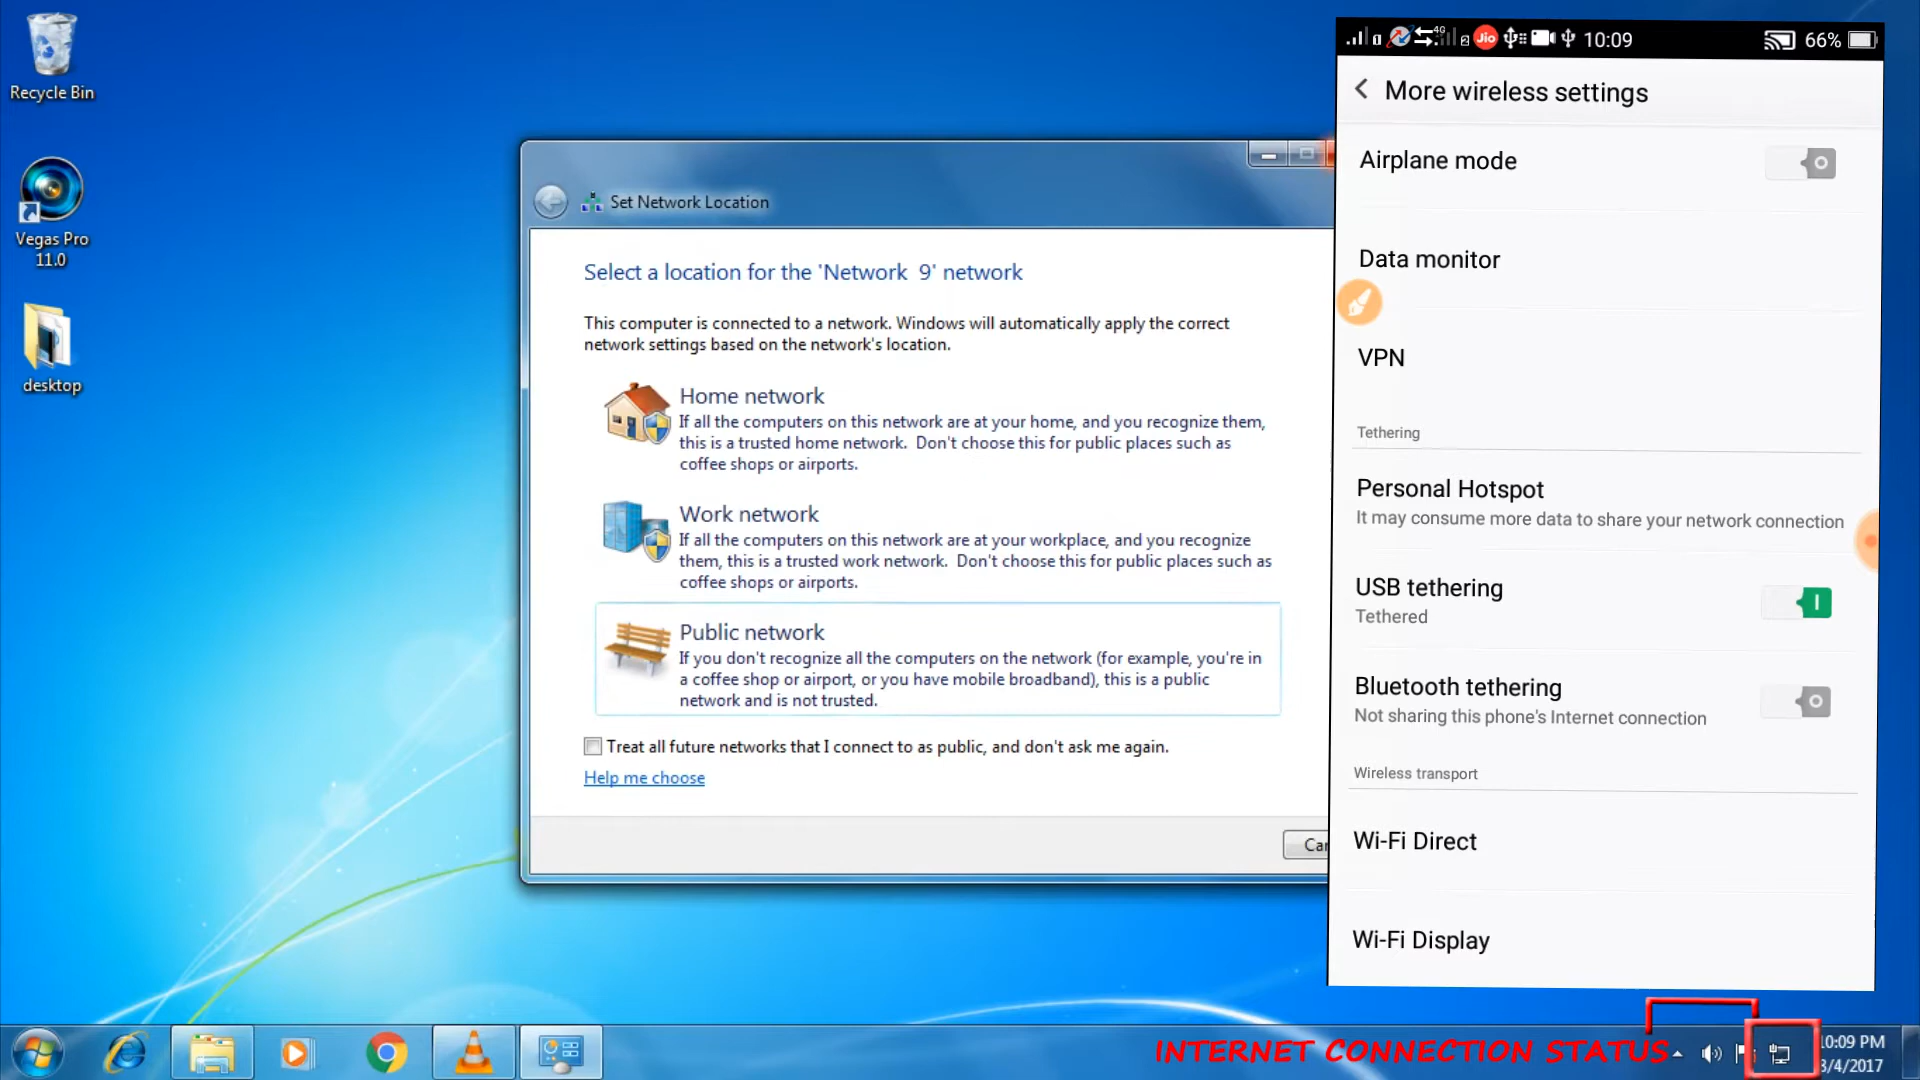 Recycle Bin
Vegas Pro
11.0
desktop
Set Network Location
Select a location for the 'Network 9' network
This computer is connected to a network. Windows will automatically apply the correct
network settings based on the network's location.
Home network
If all the computers on this network are at your home, and you recognize them,
this is a trusted home network. Don't choose this for public places such as
coffee shops or airports.
Work network
If all the computers on this network are at your workplace, and you recognize
them, this is a trusted work network. Don't choose this for public places such as
coffee shops or airports.
Public network
If you don't recognize all the computers on the network (for example, you're in
a coffee shop or airport, or you have mobile broadband), this is a public
network and is not trusted.
Treat all future networks that I connect to as public, and don't ask me again.
Help me choose
4G Jio 10:09 66%
More wireless settings
Airplane mode
Data monitor
VPN
Tethering
Personal Hotspot
It may consume more data to share your network connection
USB tethering
Tethered
Bluetooth tethering
Not sharing this phone's Internet connection
Wireless transport
Wi-Fi Direct
Wi-Fi Display
INTERNET CONNECTION STATUS
10:09 PM
3/4/2017